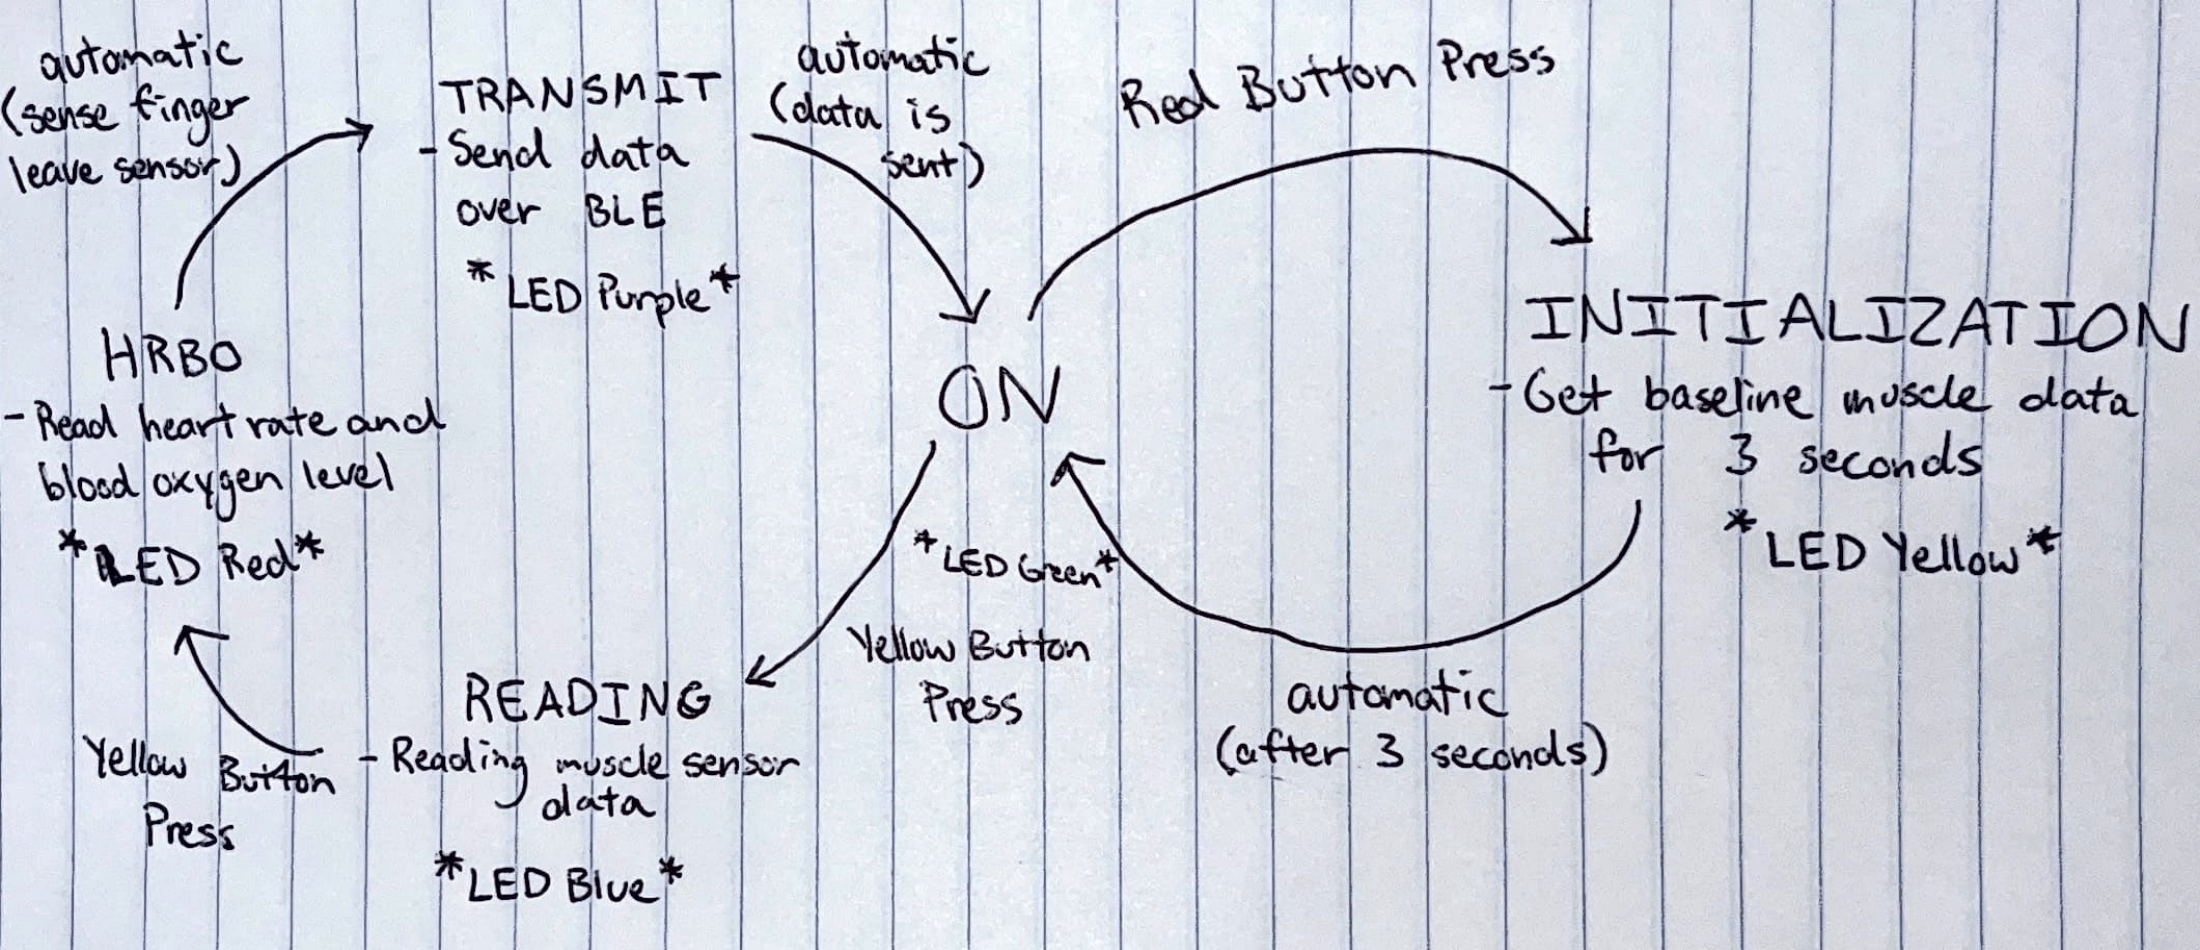 automatic
(sense finger
leave sensor)
TRANSMIT
- Send data
over BLE
*LED Purple*
automatic
(data is
sent)
Red Button Press
HRBO
- Read heart rate and
blood oxygen level
*LED Red*
ON
*LED Green*
INITIALIZATION
- Get baseline muscle data
for 3 seconds
*LED Yellow*
Yellow Button
Press
READING
- Reading muscle sensor
data
*LED Blue*
Yellow Button
Press
automatic
(after 3 seconds)